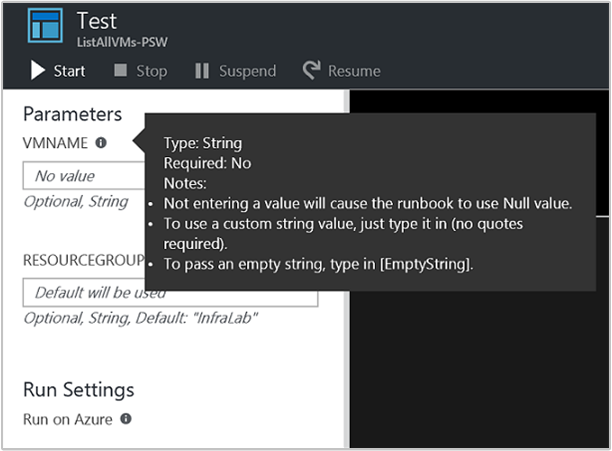 Test
ListAllVMs-PSW
Start Stop Suspend Resume
Parameters
VMNAME
No value
Optional, String
Type: String
Required: No
Notes:
• Not entering a value will cause the runbook to use Null value.
• To use a custom string value, just type it in (no quotes
required).
• To pass an empty string, type in [EmptyString].
RESOURCEGROUP
Default will be used
Optional, String, Default: "InfraLab"
Run Settings
Run on Azure